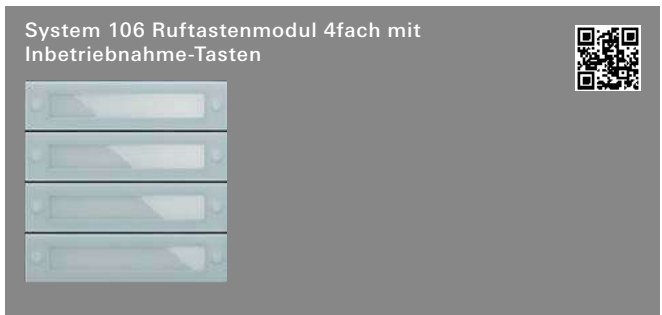 System 106 Ruftastenmodul 4fach mit
Inbetriebnahme-Tasten